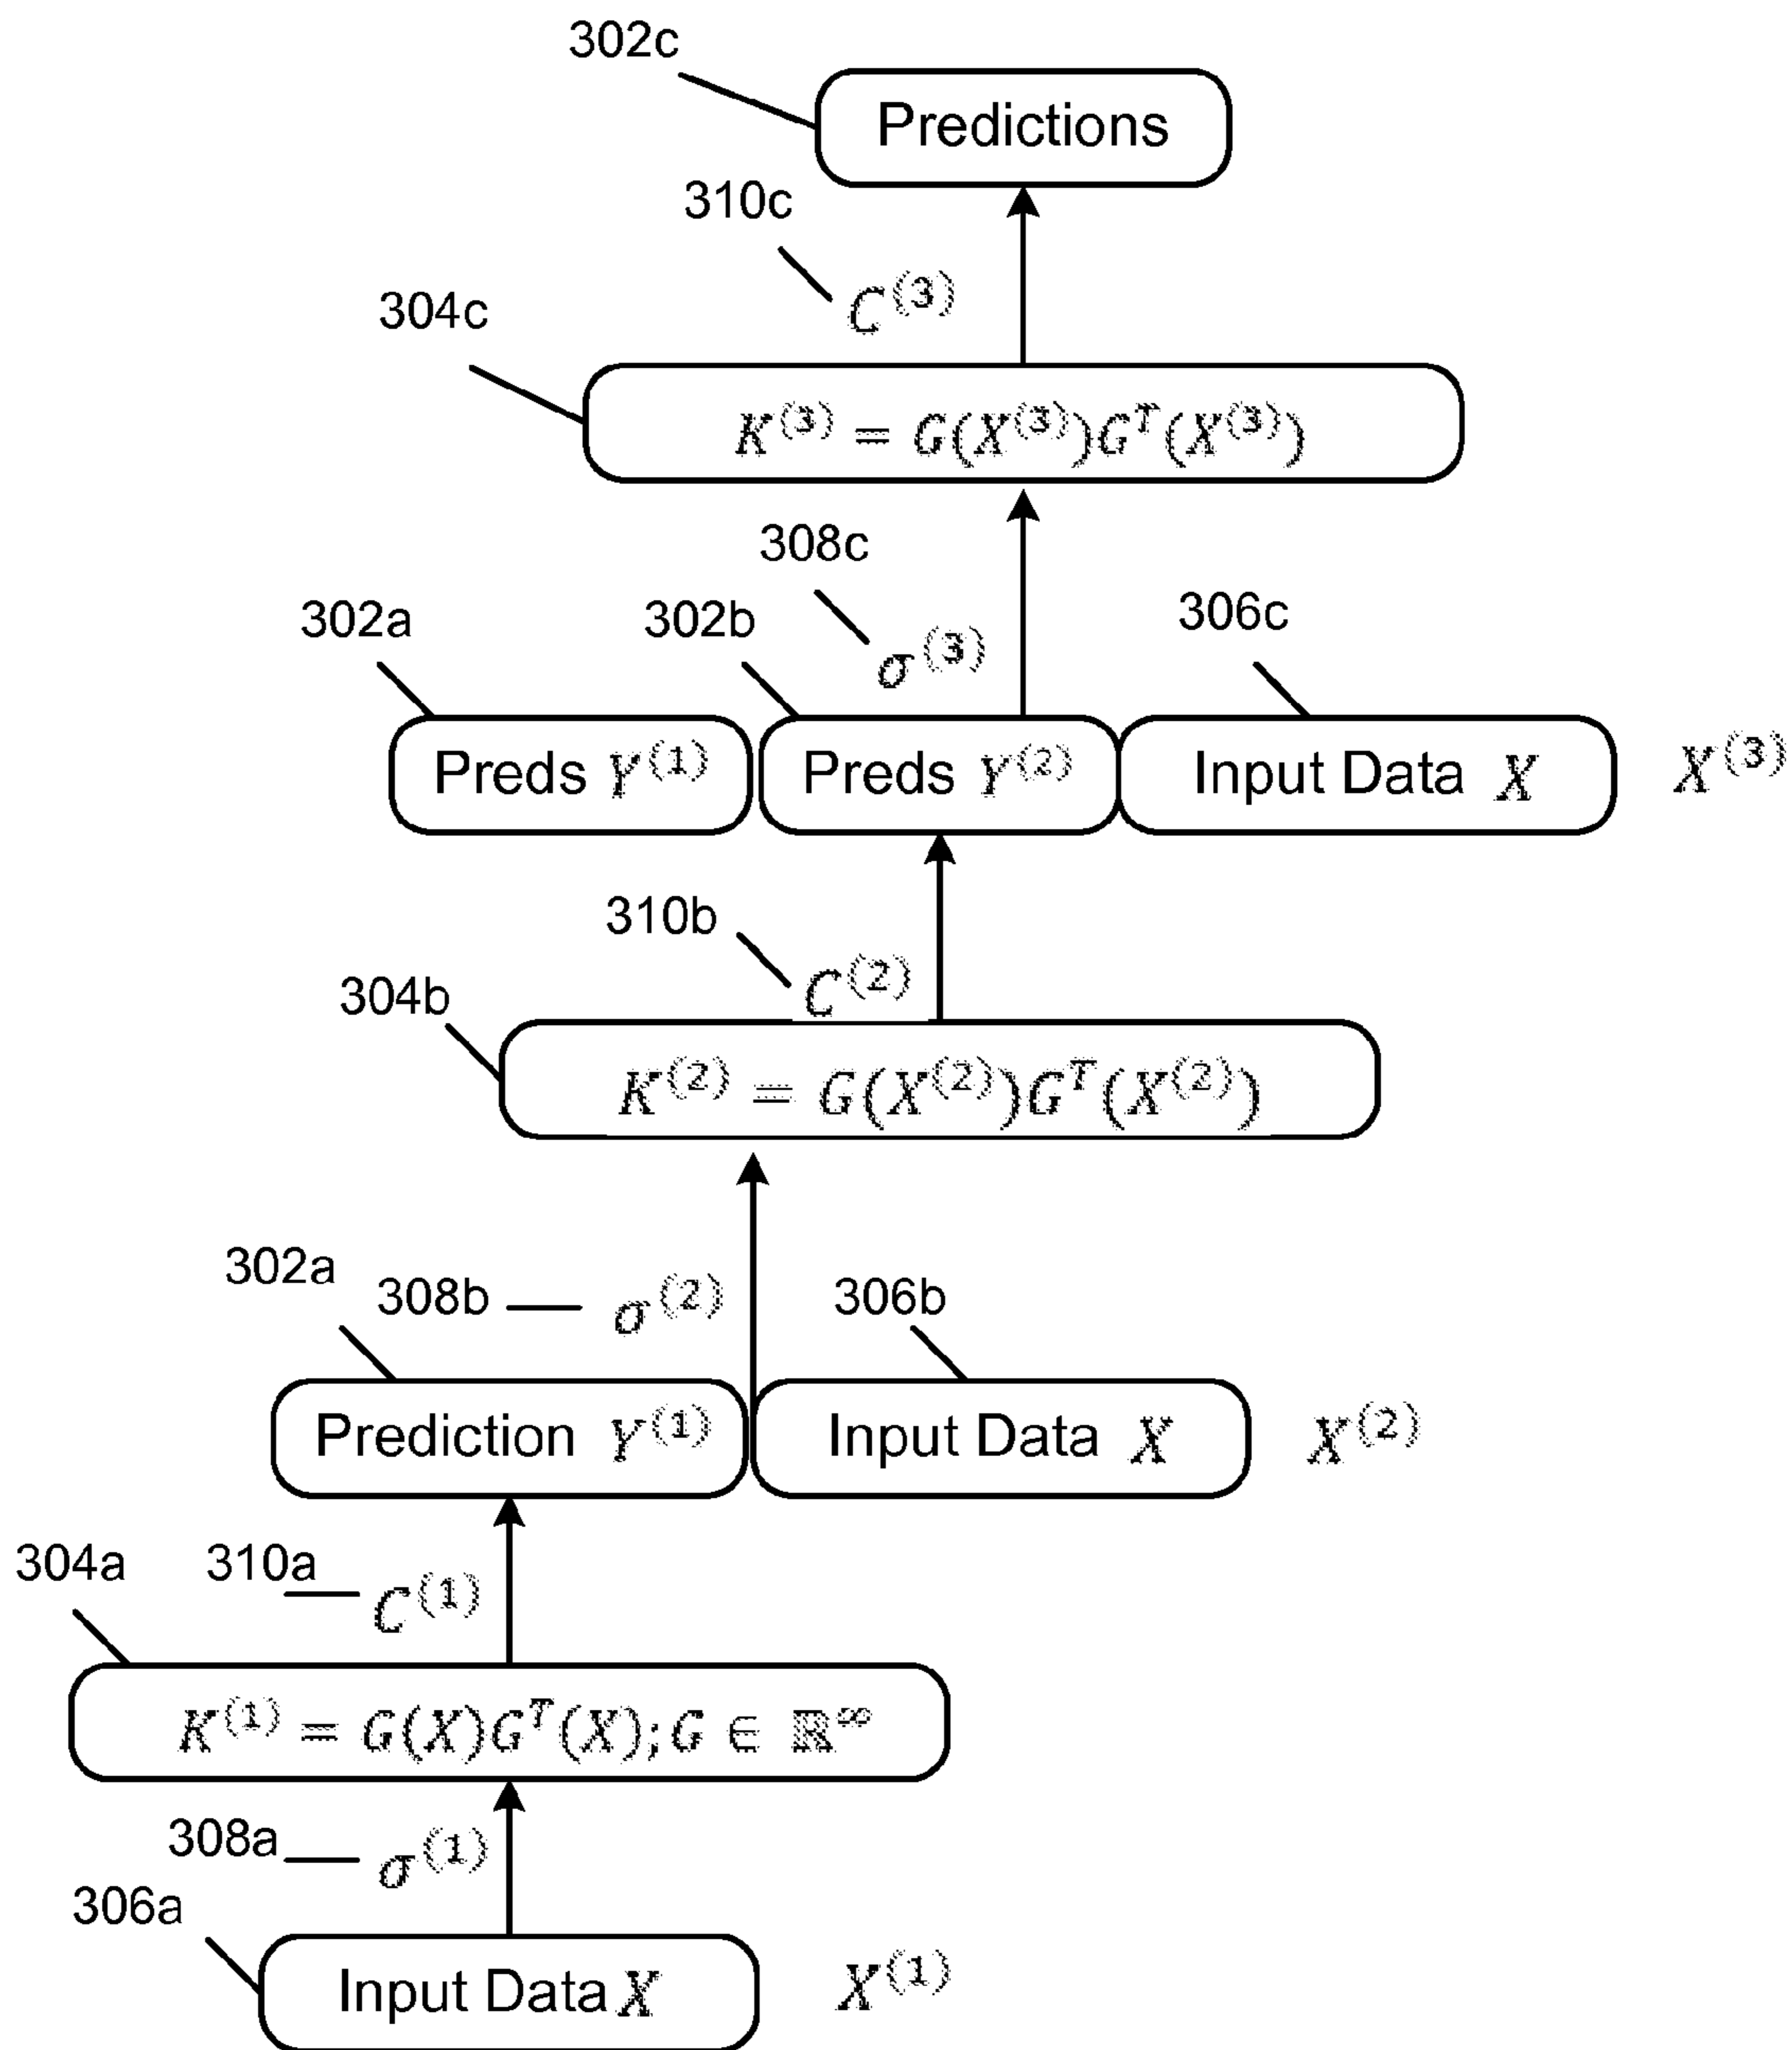 302c
Predictions
310c
C^(3)
304c
K^(3) = G(X^(3))G^T(X^(3))
308c
302a 302b σ^(3) 306c
Preds Y^(1) Preds Y^(2) Input Data X X^(3)
310b
C^(2)
304b
K^(2) = G(X^(2))G^T(X^(2))
302a 308b σ^(2) 306b
Prediction Y^(1) Input Data X X^(2)
304a 310a C^(1)
K^(1) = G(X)G^T(X); G ∈ ℝ^∞
308a σ^(1)
306a
Input Data X X^(1)